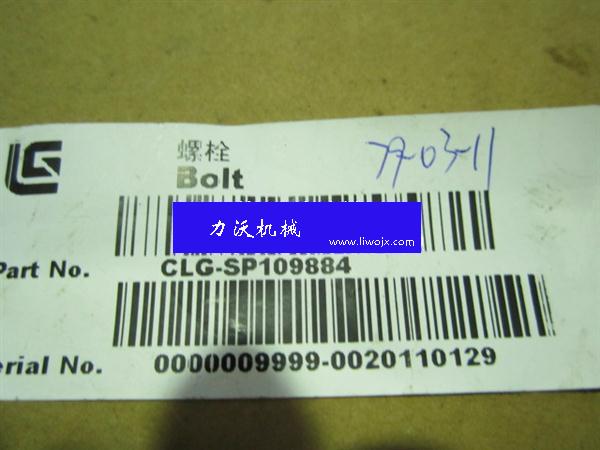 螺栓
Bolt
力沃机械
www.liwojx.com
Part No. CLG-SP109884
erial No. 0000009999-0020110129